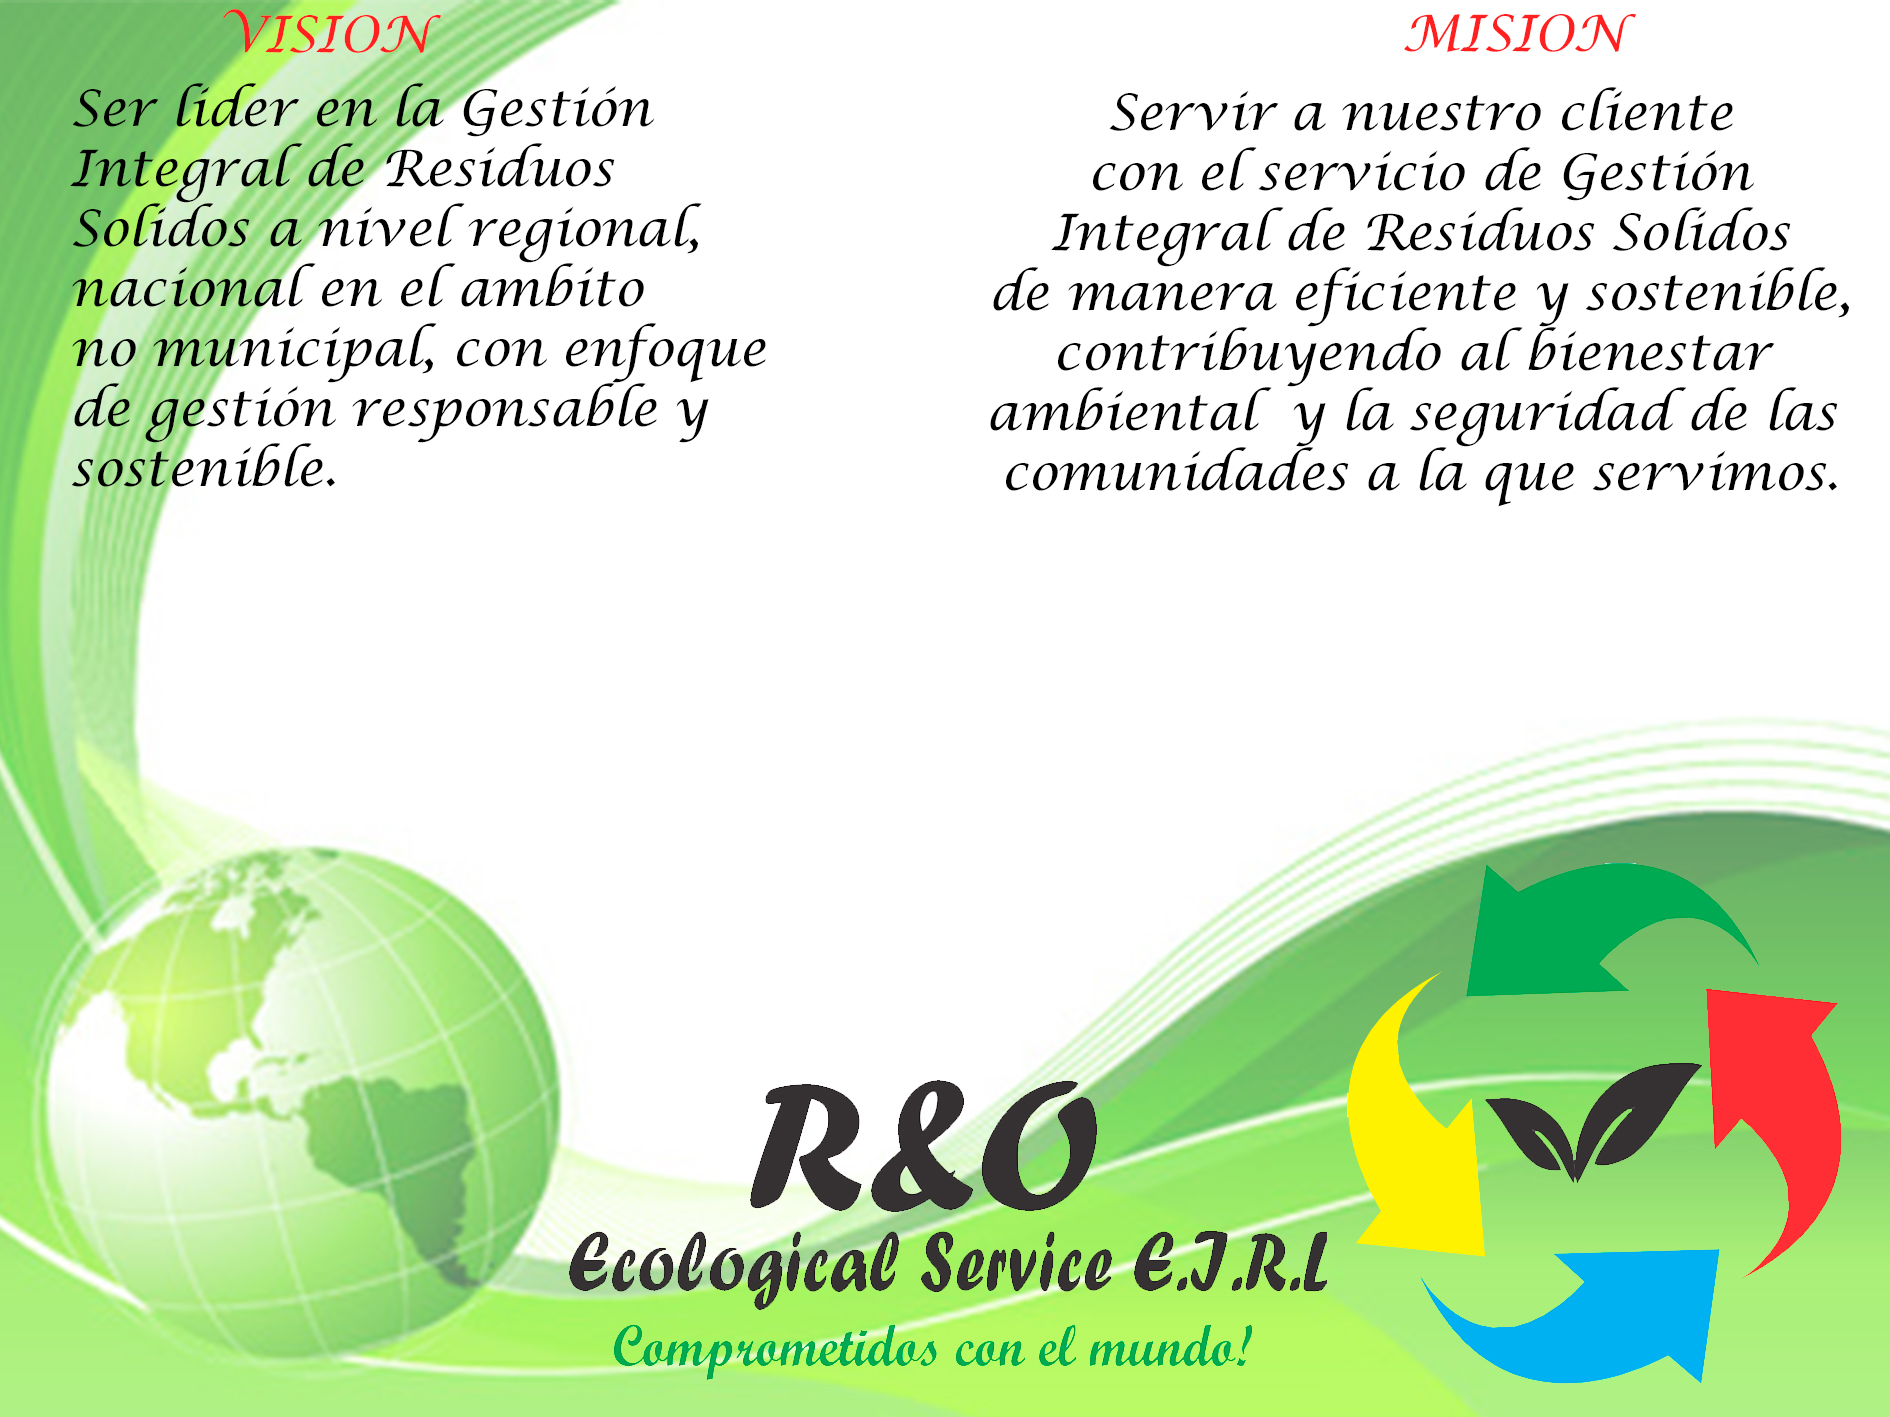 VISION
Ser lider en la Gestión
Integral de Residuos
Solidos a nivel regional,
nacional en el ambito
no municipal, con enfoque
de gestión responsable y
sostenible.
MISION
Servir a nuestro cliente
con el servicio de Gestión
Integral de Residuos Solidos
de manera eficiente y sostenible,
contribuyendo al bienestar
ambiental y la seguridad de las
comunidades a la que servimos.
R&O
Ecological Service E.I.R.L
Comprometidos con el mundo!